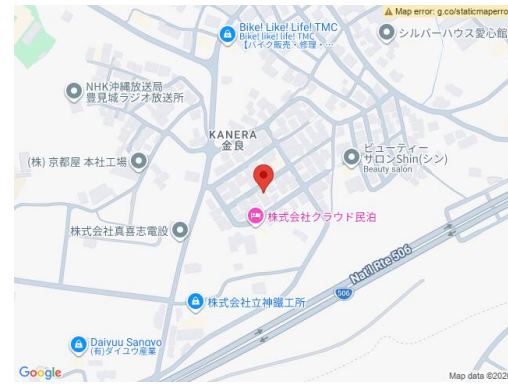 Map error: g.co/staticmaperro
Bike! Like! Life! TMC
Bike! like! life! TMC
【バイク販売・修理・…
シルバーハウス愛心館
NHK沖縄放送局
豊見城ラジオ放送所
KANERA
金良
(株) 京都屋 本社工場
ビューティー
サロンShin(シン)
Beauty salon
株式会社クラウド民泊
株式会社真喜志電設
Nat'l Rte 506
506
株式会社立神鐵工所
Daiyuu Sangyo
(有)ダイユウ産業
Google
Map data ©2026